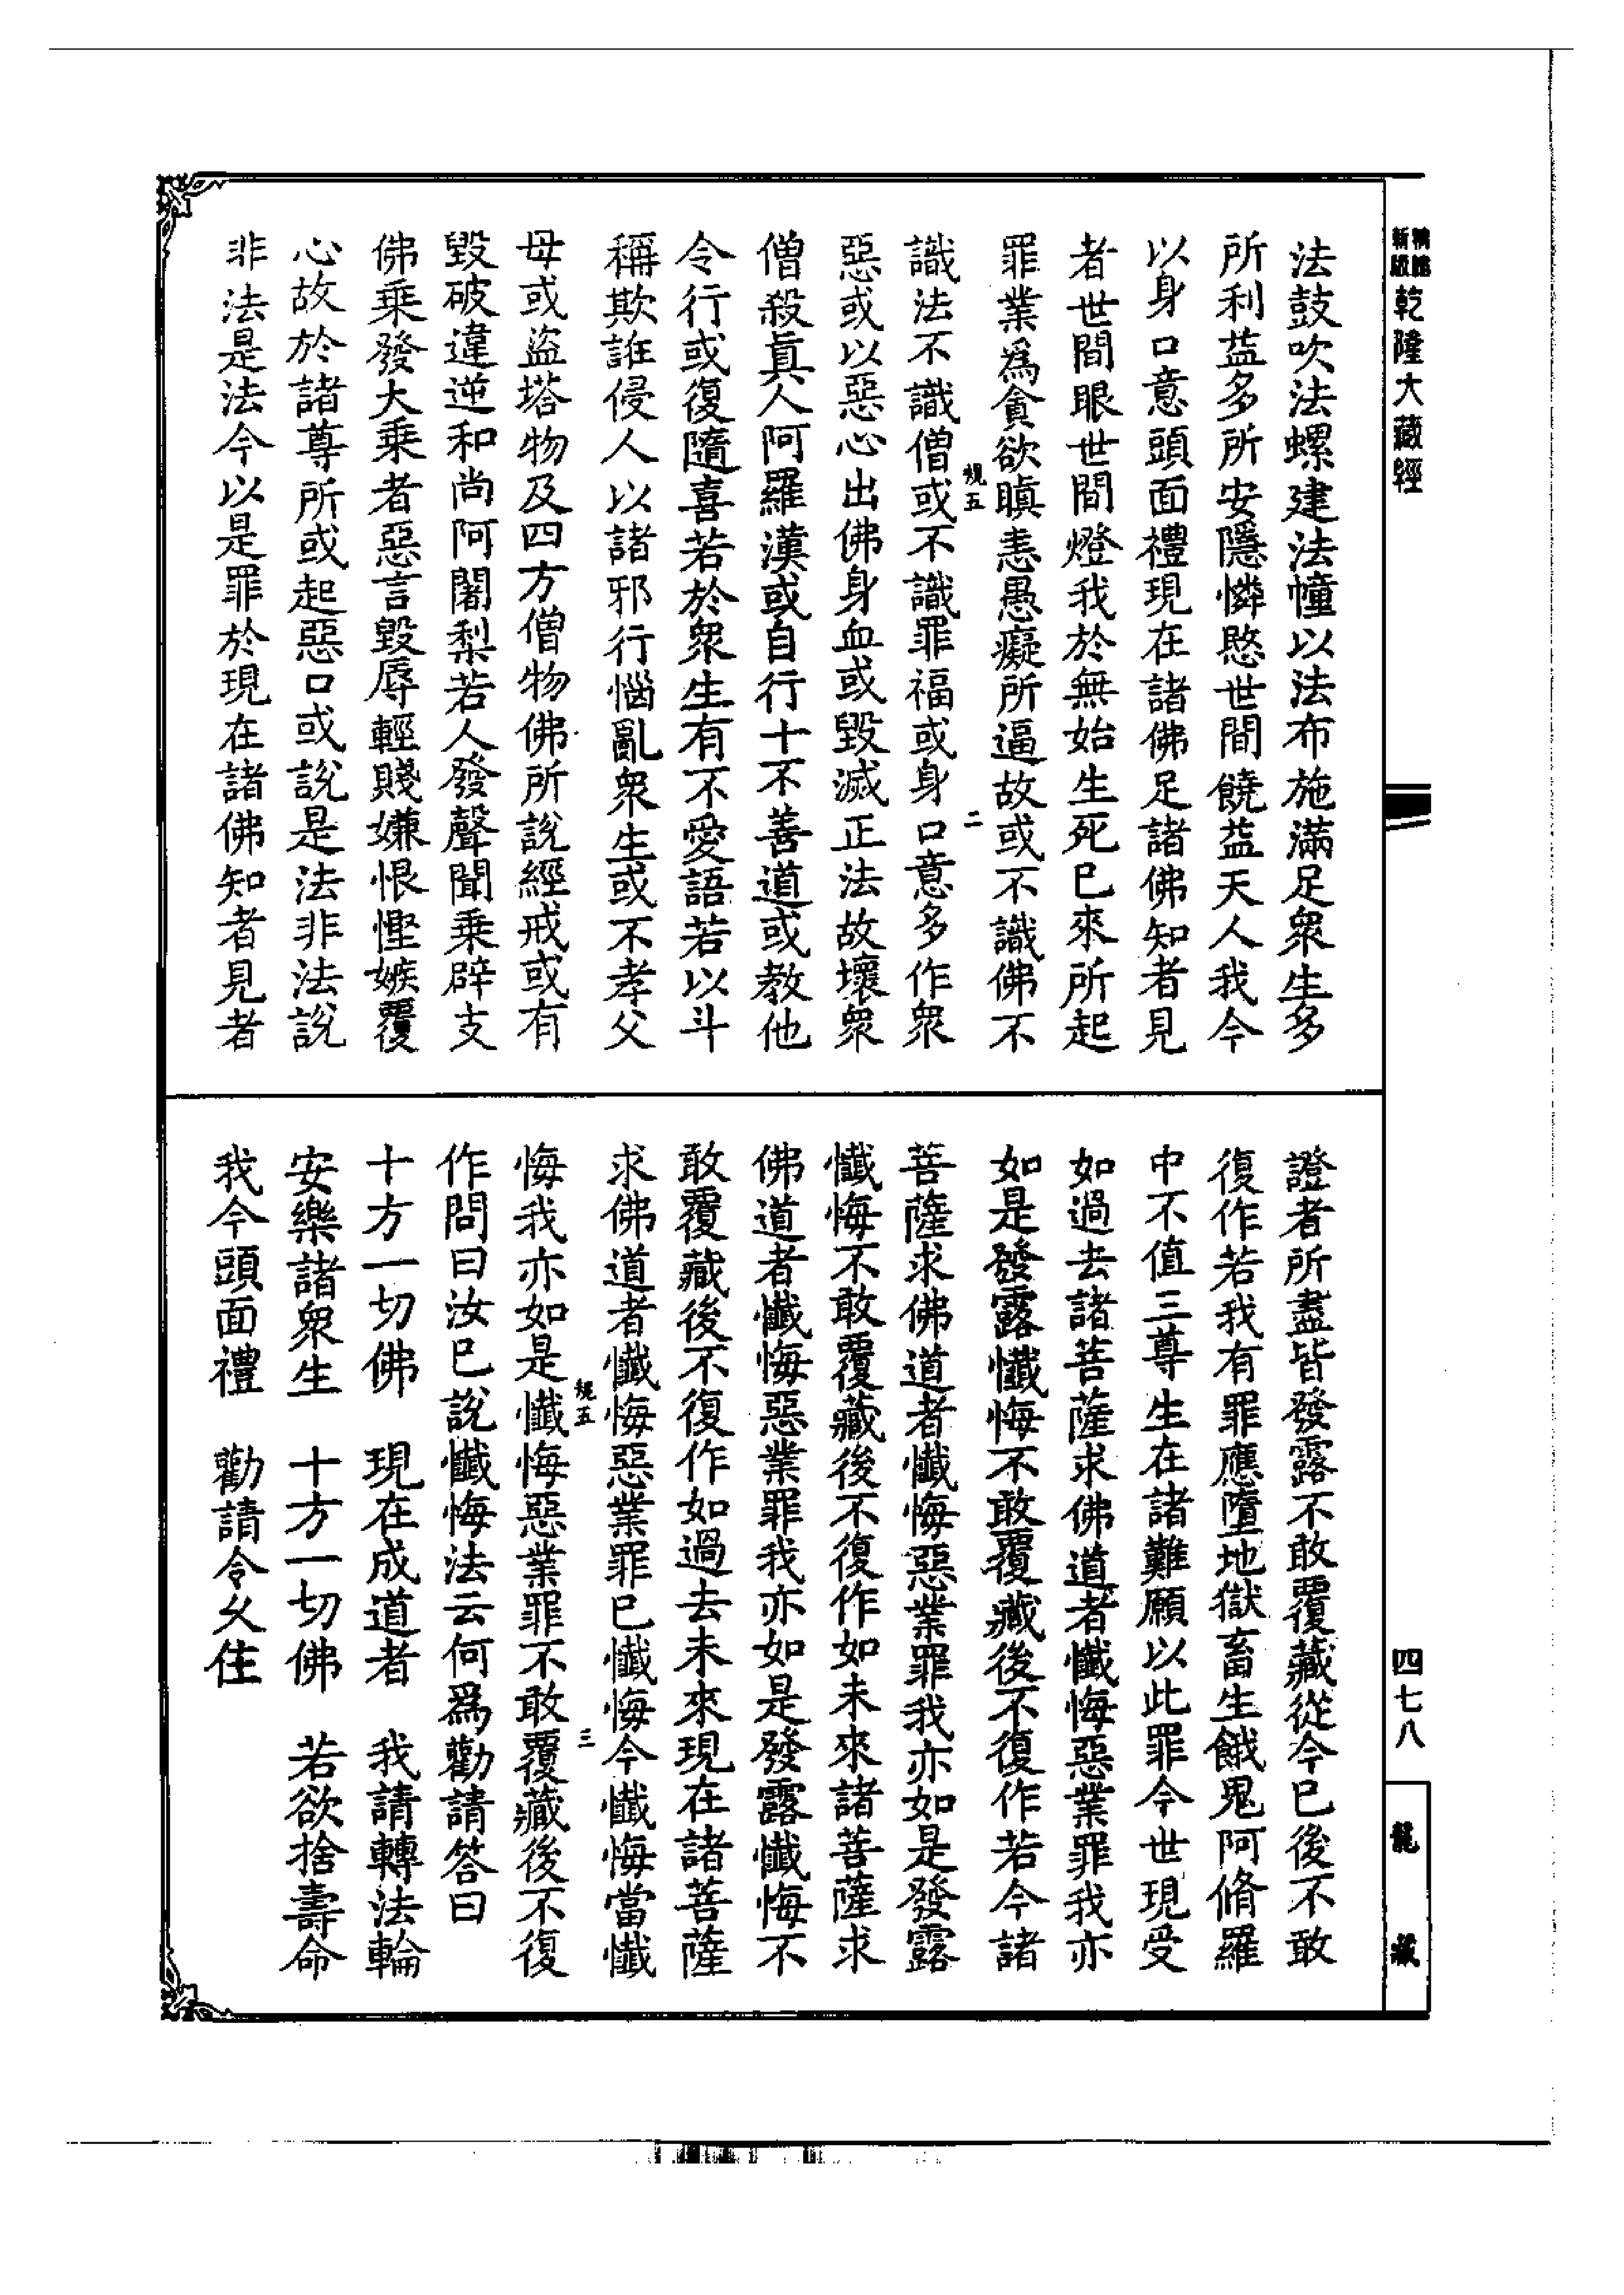 新版
乾隆大藏經
四七八
龍藏
法鼓吹法螺建法幢以法布施滿足衆生多
所利益多所安隱憐愍世間饒益天人我今
以身口意頭面禮現在諸佛足諸佛知者見
者世間眼世間燈我於無始生死已來所起
罪業爲貪欲瞋恚愚癡所逼故或不識佛不
規五
二
識法不識僧或不識罪福或身口意多作衆
惡或以惡心出佛身血或毀滅正法故壞衆
僧殺眞人阿羅漢或自行十不善道或教他
令行或復隨喜若於衆生有不愛語若以斗
稱欺誑侵人以諸邪行惱亂衆生或不孝父
母或盜塔物及四方僧物佛所說經戒或有
毀破違逆和尚阿闍梨若人發聲聞乘辟支
佛乘發大乘者惡言毀辱輕賤嫌恨慳嫉覆
心故於諸尊所或起惡口或說是法非法說
非法是法今以是罪於現在諸佛知者見者
證者所盡皆發露不敢覆藏從今已後不敢
復作若我有罪應墮地獄畜生餓鬼阿脩羅
中不值三尊生在諸難願以此罪今世現受
如過去諸菩薩求佛道者懺悔惡業罪我亦
如是發露懺悔不敢覆藏後不復作若今諸
菩薩求佛道者懺悔惡業罪我亦如是發露
懺悔不敢覆藏後不復作如未來諸菩薩求
佛道者懺悔惡業罪我亦如是發露懺悔不
敢覆藏後不復作如過去未來現在諸菩薩
求佛道者懺悔惡業罪已懺悔今懺悔當懺
規五
三
悔我亦如是懺悔惡業罪不敢覆藏後不復
作問曰汝已說懺悔法云何爲勸請答曰
十方一切佛　現在成道者　我請轉法輪
安樂諸衆生　十方一切佛　若欲捨壽命
我今頭面禮　勸請令久住